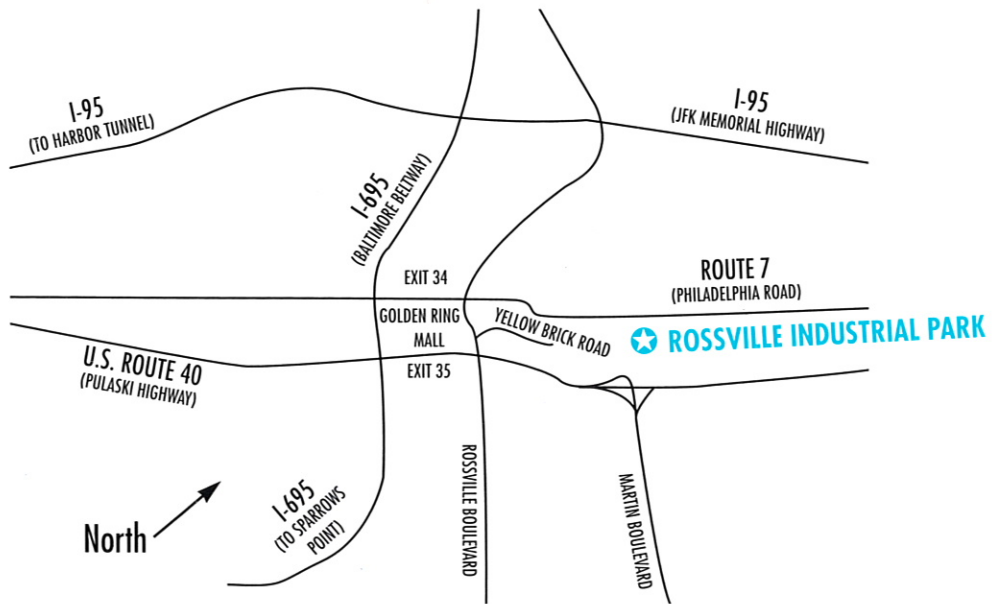 I-95
(TO HARBOR TUNNEL)
I-95
(JFK MEMORIAL HIGHWAY)
I-695
(BALTIMORE BELTWAY)
EXIT 34
ROUTE 7
(PHILADELPHIA ROAD)
GOLDEN RING
MALL
YELLOW BRICK ROAD
ROSSVILLE INDUSTRIAL PARK
EXIT 35
U.S. ROUTE 40
(PULASKI HIGHWAY)
I-695
(TO SPARROWS
POINT)
ROSSVILLE BOULEVARD
MARTIN BOULEVARD
North